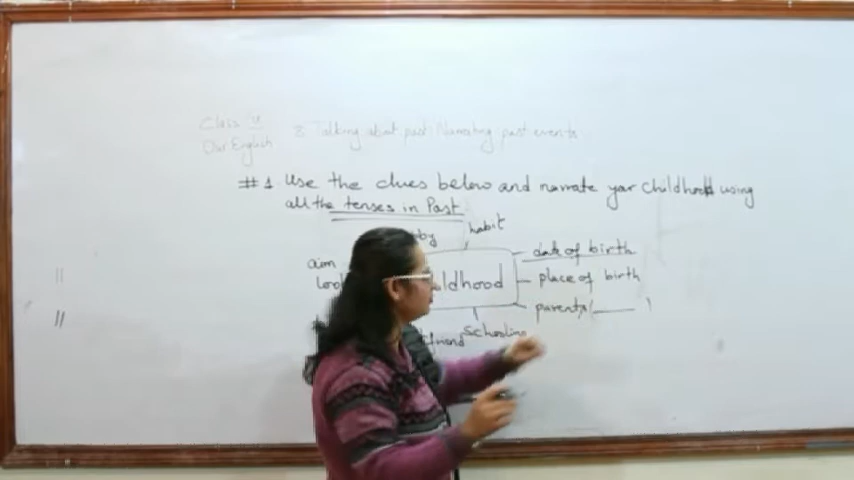 Class
Our English
8 Talking about past: Narrating past events
#1 Use the clues below and narrate your childhood using
all the tenses in Past
habit
date of birth
aim
ldhood
place of birth
parents( )
Schooling